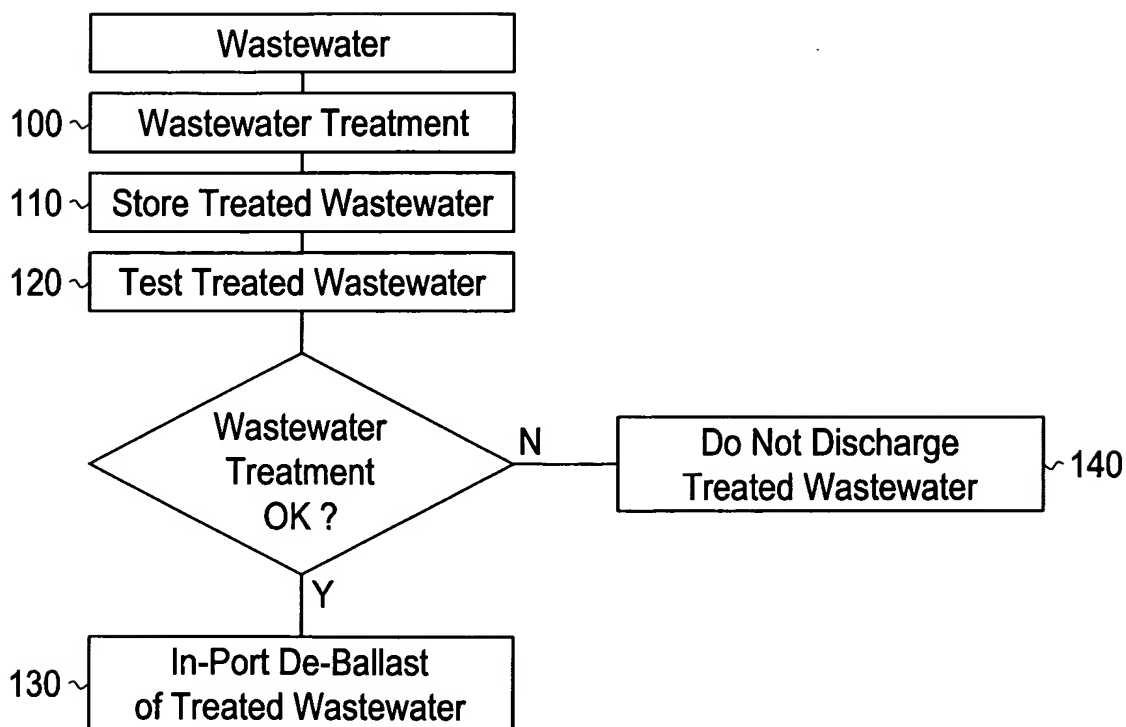 Wastewater
100 Wastewater Treatment
110 Store Treated Wastewater
120 Test Treated Wastewater
Wastewater
Treatment
OK ?
N
Do Not Discharge
Treated Wastewater
140
Y
130
In-Port De-Ballast
of Treated Wastewater